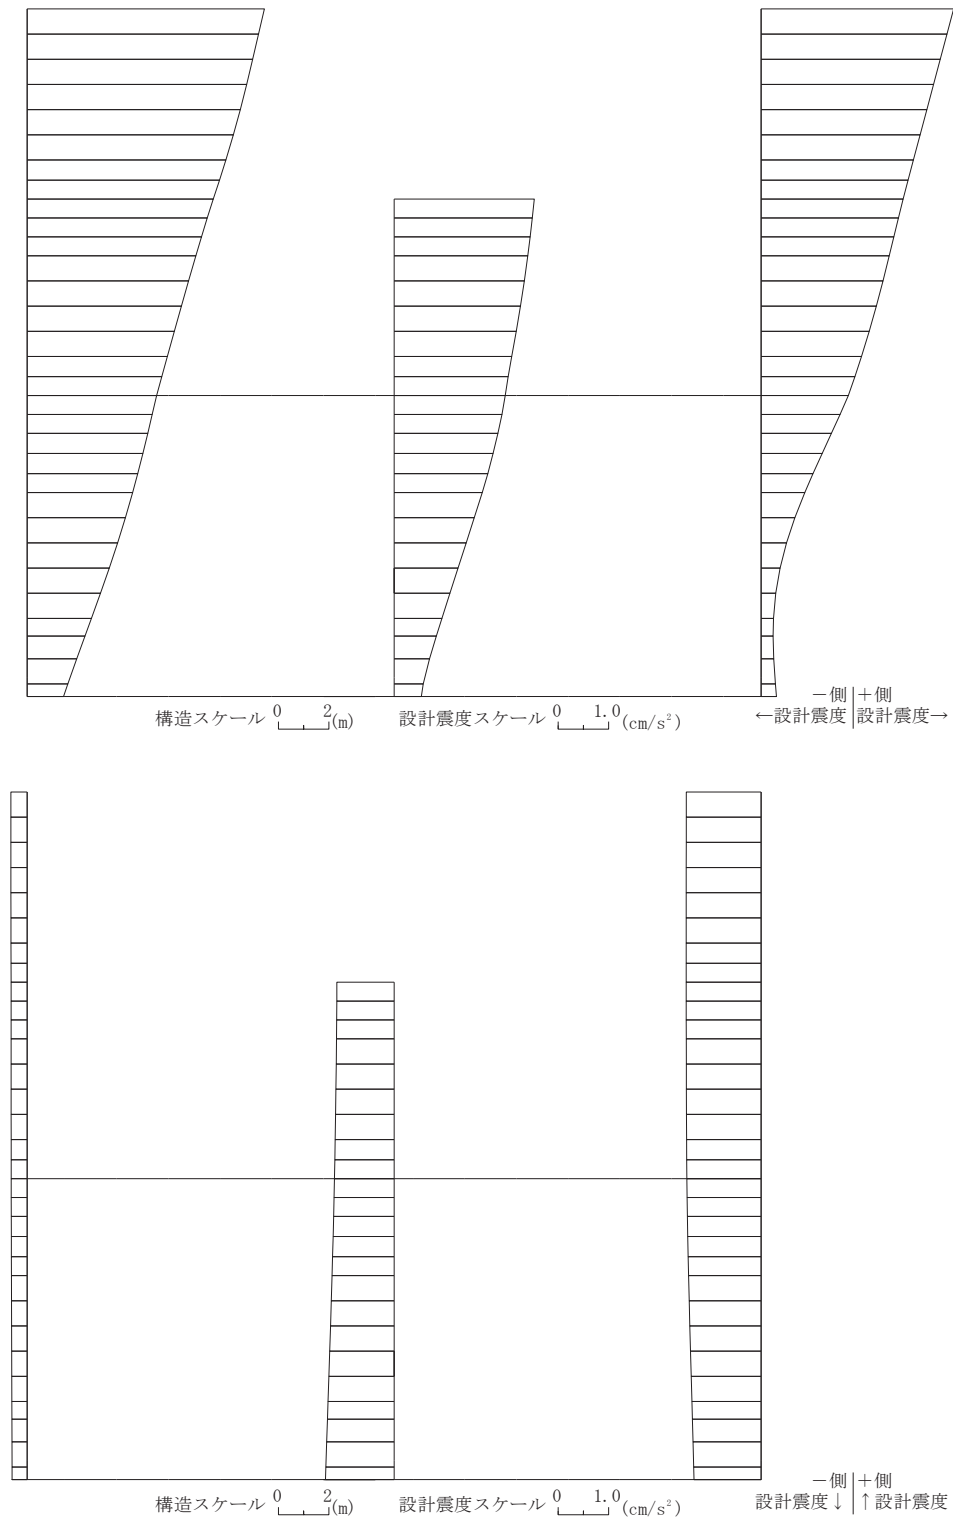 構造スケール 0 2 (m) 設計震度スケール 0 1.0 (cm/s²) －側 ＋側
←設計震度 設計震度→
構造スケール 0 2 (m) 設計震度スケール 0 1.0 (cm/s²) －側 ＋側
設計震度↓ ↑設計震度